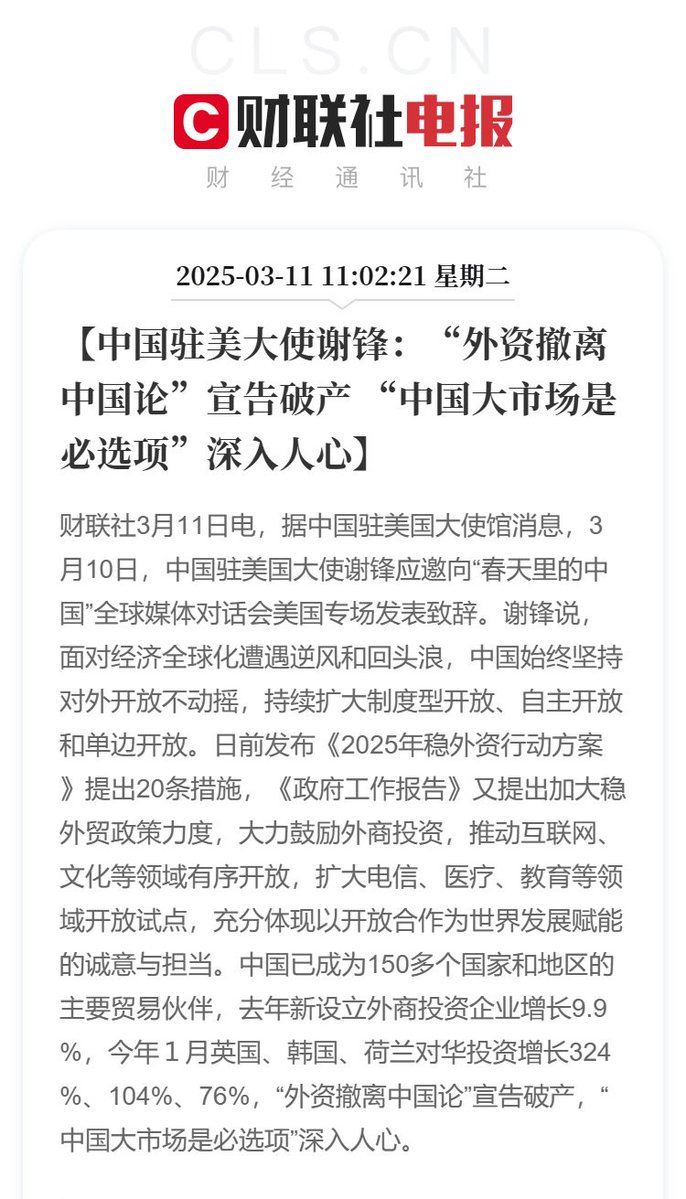 CLS.CN
C 财联社电报
财经通讯社
2025-03-11 11:02:21 星期二
【中国驻美大使谢锋：“外资撤离
中国论”宣告破产 “中国大市场是
必选项”深入人心】
财联社3月11日电，据中国驻美国大使馆消息，3
月10日，中国驻美国大使谢锋应邀向“春天里的中
国”全球媒体对话会美国专场发表致辞。谢锋说，
面对经济全球化遭遇逆风和回头浪，中国始终坚持
对外开放不动摇，持续扩大制度型开放、自主开放
和单边开放。日前发布《2025年稳外资行动方案
》提出20条措施，《政府工作报告》又提出加大稳
外贸政策力度，大力鼓励外商投资，推动互联网、
文化等领域有序开放，扩大电信、医疗、教育等领
域开放试点，充分体现以开放合作为世界发展赋能
的诚意与担当。中国已成为150多个国家和地区的
主要贸易伙伴，去年新设立外商投资企业增长9.9
%，今年１月英国、韩国、荷兰对华投资增长324
%、104%、76%，“外资撤离中国论”宣告破产，“
中国大市场是必选项”深入人心。